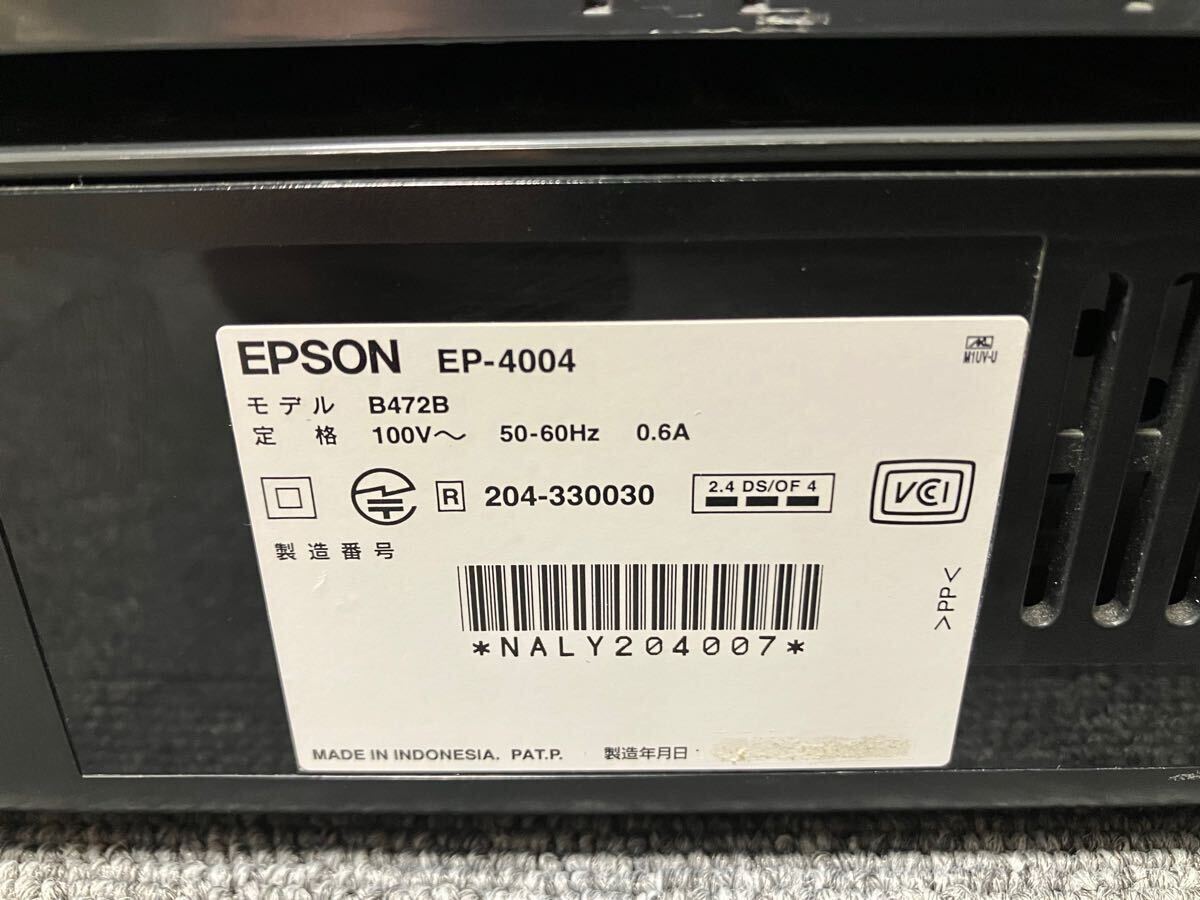 EPSON EP-4004
M1UV-U
モデル B472B
定格 100V～ 50-60Hz 0.6A
R 204-330030
2.4 DS/OF 4
VCCI
製造番号
*NALY204007*
>PP<
MADE IN INDONESIA. PAT.P. 製造年月日